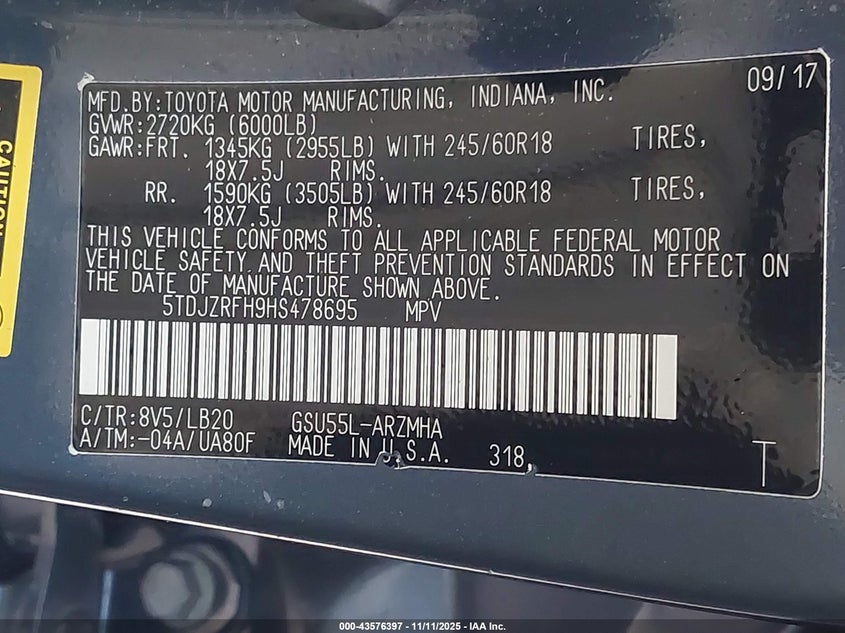 09/17
MFD.BY:TOYOTA MOTOR MANUFACTURING, INDIANA, INC.
GVWR:2720KG (6000LB)
GAWR:FRT. 1345KG (2955LB) WITH 245/60R18 TIRES,
18X7.5J RIMS.
RR. 1590KG (3505LB) WITH 245/60R18 TIRES,
18X7.5J RIMS.
THIS VEHICLE CONFORMS TO ALL APPLICABLE FEDERAL MOTOR
VEHICLE SAFETY AND THEFT PREVENTION STANDARDS IN EFFECT ON
THE DATE OF MANUFACTURE SHOWN ABOVE.
5TDJZRFH9HS478695 MPV
C/TR:8V5/LB20 GSU55L-ARZMHA
A/TM:-04A/UA80F MADE IN U.S.A. 318
T
CAUTION
000-43576397 - 11/11/2025 - IAA Inc.